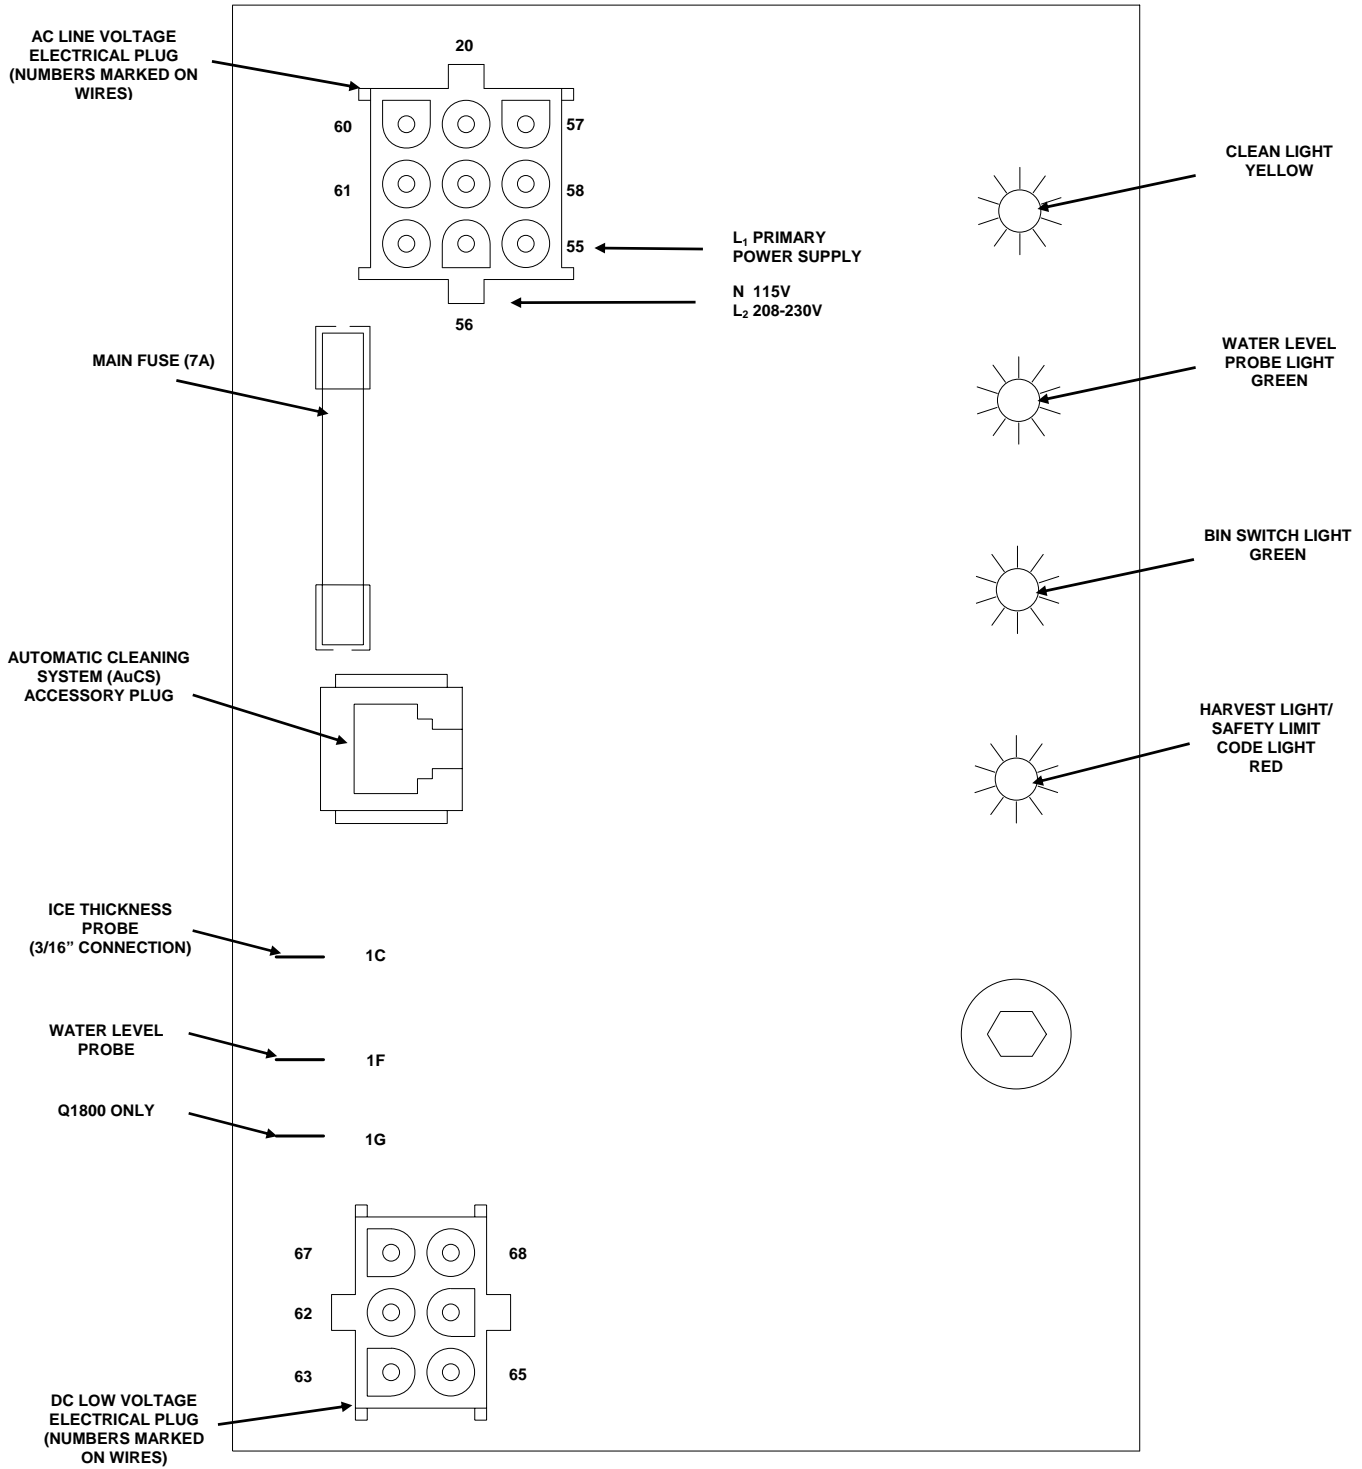 AC LINE VOLTAGE
ELECTRICAL PLUG
(NUMBERS MARKED ON
WIRES)
20
60
57
61
58
55
L₁ PRIMARY
POWER SUPPLY
N 115V
L₂ 208-230V
56
CLEAN LIGHT
YELLOW
MAIN FUSE (7A)
WATER LEVEL
PROBE LIGHT
GREEN
BIN SWITCH LIGHT
GREEN
AUTOMATIC CLEANING
SYSTEM (AuCS)
ACCESSORY PLUG
HARVEST LIGHT/
SAFETY LIMIT
CODE LIGHT
RED
ICE THICKNESS
PROBE
(3/16” CONNECTION)
1C
WATER LEVEL
PROBE
1F
Q1800 ONLY
1G
67
68
62
63
65
DC LOW VOLTAGE
ELECTRICAL PLUG
(NUMBERS MARKED
ON WIRES)